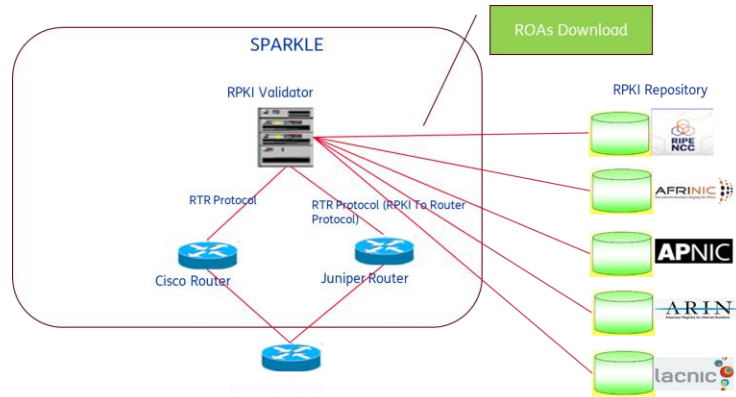 ROAs Download
SPARKLE
RPKI Validator
RPKI Repository
RIPE
NCC
RTR Protocol
RTR Protocol (RPKI To Router
Protocol)
AFRINIC
Cisco Router
Juniper Router
APNIC
ARIN
lacnic